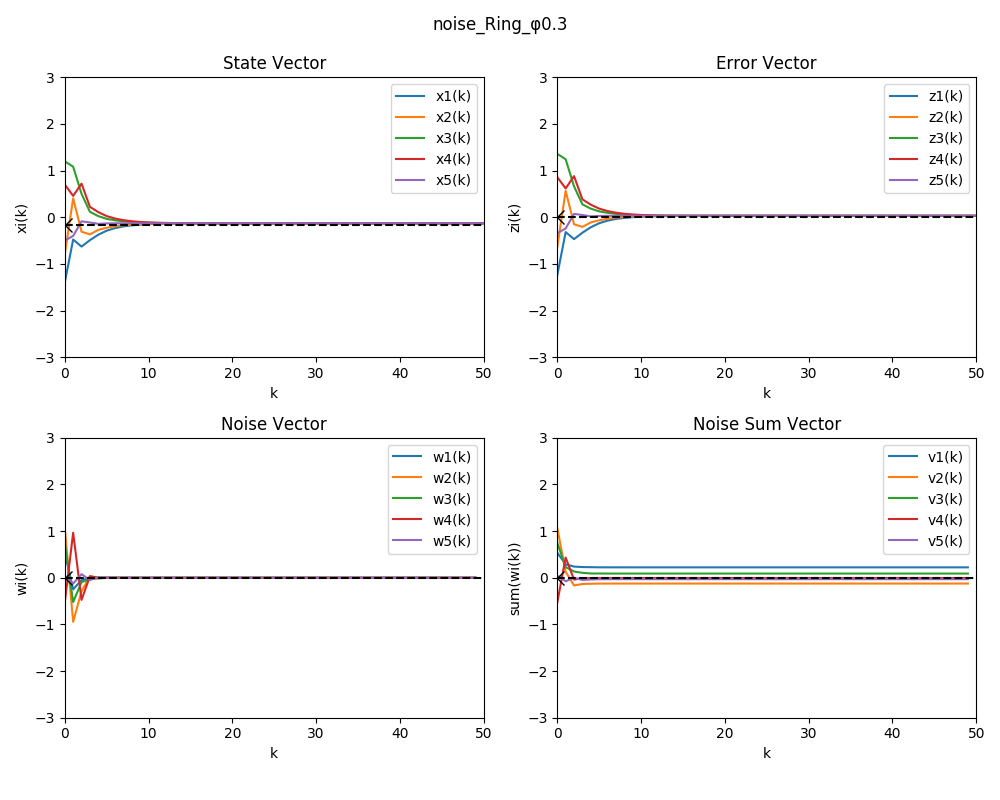 noise_Ring_φ0.3
State Vector
3
2
1
0
−1
−2
−3
xi(k)
0 10 20 30 40 50
k
x1(k)
x2(k)
x3(k)
x4(k)
x5(k)
Error Vector
3
2
1
0
−1
−2
−3
zi(k)
0 10 20 30 40 50
k
z1(k)
z2(k)
z3(k)
z4(k)
z5(k)
Noise Vector
3
2
1
0
−1
−2
−3
wi(k)
0 10 20 30 40 50
k
w1(k)
w2(k)
w3(k)
w4(k)
w5(k)
Noise Sum Vector
3
2
1
0
−1
−2
−3
sum(wi(k))
0 10 20 30 40 50
k
v1(k)
v2(k)
v3(k)
v4(k)
v5(k)